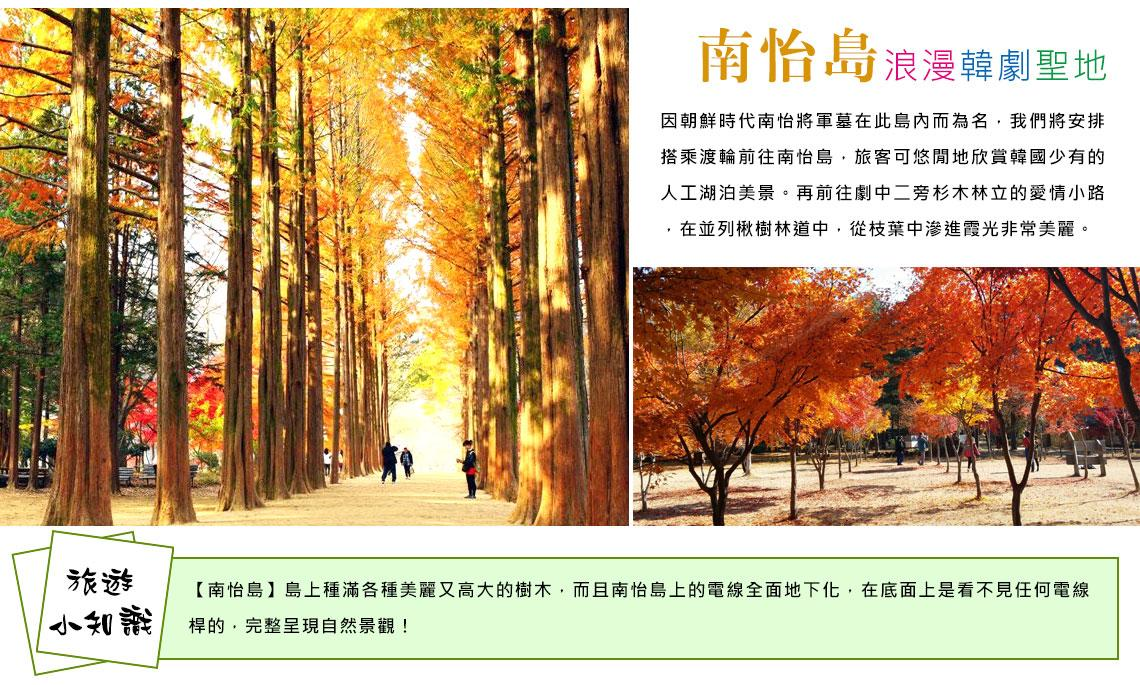 南怡島 浪漫韓劇聖地
因朝鮮時代南怡將軍墓在此島內而為名，我們將安排
搭乘渡輪前往南怡島，旅客可悠閒地欣賞韓國少有的
人工湖泊美景。再前往劇中二旁杉木林立的愛情小路
，在並列楸樹林道中，從枝葉中滲進霞光非常美麗。
旅遊
小知識
【南怡島】島上種滿各種美麗又高大的樹木，而且南怡島上的電線全面地下化，在底面上是看不見任何電線
桿的，完整呈現自然景觀！